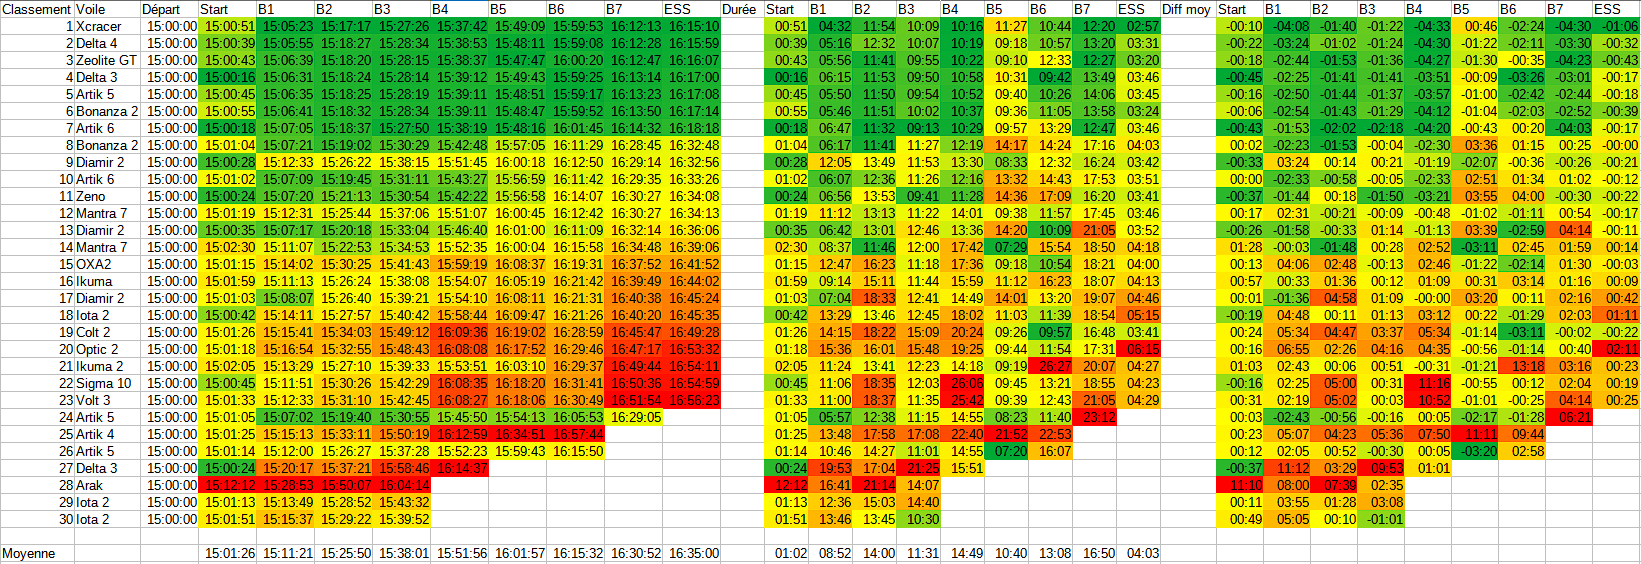 Classement Voile Départ Start B1 B2 B3 B4 B5 B6 B7 ESS Durée Start B1 B2 B3 B4 B5 B6 B7 ESS Diff moy Start B1 B2 B3 B4 B5 B6 B7 ESS
1 Xcracer 15:00:00 15:00:51 15:05:23 15:17:17 15:27:26 15:37:42 15:49:09 15:59:53 16:12:13 16:15:10 00:51 04:32 11:54 10:09 10:16 11:27 10:44 12:20 02:57 -00:10 -04:08 -01:40 -01:22 -04:33 00:46 -02:24 -04:30 -01:06
2 Delta 4 15:00:00 15:00:39 15:05:55 15:18:27 15:28:34 15:38:53 15:48:11 15:59:08 16:12:28 16:15:59 00:39 05:16 12:32 10:07 10:19 09:18 10:57 13:20 03:31 -00:22 -03:24 -01:02 -01:24 -04:30 -01:22 -02:11 -03:30 -00:32
3 Zeolite GT 15:00:00 15:00:43 15:06:39 15:18:20 15:28:15 15:38:37 15:47:47 16:00:20 16:12:47 16:16:07 00:43 05:56 11:41 09:55 10:22 09:10 12:33 12:27 03:20 -00:18 -02:44 -01:53 -01:36 -04:27 -01:30 -00:35 -04:23 -00:43
4 Delta 3 15:00:00 15:00:16 15:06:31 15:18:24 15:28:14 15:39:12 15:49:43 15:59:25 16:13:14 16:17:00 00:16 06:15 11:53 09:50 10:58 10:31 09:42 13:49 03:46 -00:45 -02:25 -01:41 -01:41 -03:51 -00:09 -03:26 -03:01 -00:17
5 Artik 5 15:00:00 15:00:45 15:06:35 15:18:25 15:28:19 15:39:11 15:48:51 15:59:17 16:13:23 16:17:08 00:45 05:50 11:50 09:54 10:52 09:40 10:26 14:06 03:45 -00:16 -02:50 -01:44 -01:37 -03:57 -01:00 -02:42 -02:44 -00:18
6 Bonanza 2 15:00:00 15:00:55 15:06:41 15:18:32 15:28:34 15:39:11 15:48:47 15:59:52 16:13:50 16:17:14 00:55 05:46 11:51 10:02 10:37 09:36 11:05 13:58 03:24 -00:06 -02:54 -01:43 -01:29 -04:12 -01:04 -02:03 -02:52 -00:39
7 Artik 6 15:00:00 15:00:18 15:07:05 15:18:37 15:27:50 15:38:19 15:48:16 16:01:45 16:14:32 16:18:18 00:18 06:47 11:32 09:13 10:29 09:57 13:29 12:47 03:46 -00:43 -01:53 -02:02 -02:18 -04:20 -00:43 00:20 -04:03 -00:17
8 Bonanza 2 15:00:00 15:01:04 15:07:21 15:19:02 15:30:29 15:42:48 15:57:05 16:11:29 16:28:45 16:32:48 01:04 06:17 11:41 11:27 12:19 14:17 14:24 17:16 04:03 00:02 -02:23 -01:53 -00:04 -02:30 03:36 01:15 00:25 -00:00
9 Diamir 2 15:00:00 15:00:28 15:12:33 15:26:22 15:38:15 15:51:45 16:00:18 16:12:50 16:29:14 16:32:56 00:28 12:05 13:49 11:53 13:30 08:33 12:32 16:24 03:42 -00:33 03:24 00:14 00:21 -01:19 -02:07 -00:36 -00:26 -00:21
10 Artik 6 15:00:00 15:01:02 15:07:09 15:19:45 15:31:11 15:43:27 15:56:59 16:11:42 16:29:35 16:33:26 01:02 06:07 12:36 11:26 12:16 13:32 14:43 17:53 03:51 00:00 -02:33 -00:58 -00:05 -02:33 02:51 01:34 01:02 -00:12
11 Zeno 15:00:00 15:00:24 15:07:20 15:21:13 15:30:54 15:42:22 15:56:58 16:14:07 16:30:27 16:34:08 00:24 06:56 13:53 09:41 11:28 14:36 17:09 16:20 03:41 -00:37 -01:44 00:18 -01:50 -03:21 03:55 04:00 -00:30 -00:22
12 Mantra 7 15:00:00 15:01:19 15:12:31 15:25:44 15:37:06 15:51:07 16:00:45 16:12:42 16:30:27 16:34:13 01:19 11:12 13:13 11:22 14:01 09:38 11:57 17:45 03:46 00:17 02:31 -00:21 -00:09 -00:48 -01:02 -01:11 00:54 -00:17
13 Diamir 2 15:00:00 15:00:35 15:07:17 15:20:18 15:33:04 15:46:40 16:01:00 16:11:09 16:32:14 16:36:06 00:35 06:42 13:01 12:46 13:36 14:20 10:09 21:05 03:52 -00:26 -01:58 -00:33 01:14 -01:13 03:39 -02:59 04:14 -00:11
14 Mantra 7 15:00:00 15:02:30 15:11:07 15:22:53 15:34:53 15:52:35 16:00:04 16:15:58 16:34:48 16:39:06 02:30 08:37 11:46 12:00 17:42 07:29 15:54 18:50 04:18 01:28 -00:03 -01:48 00:28 02:52 -03:11 02:45 01:59 00:14
15 OXA2 15:00:00 15:01:15 15:14:02 15:30:25 15:41:43 15:59:19 16:08:37 16:19:31 16:37:52 16:41:52 01:15 12:47 16:23 11:18 17:36 09:18 10:54 18:21 04:00 00:13 04:06 02:48 -00:13 02:46 -01:22 -02:14 01:30 -00:03
16 Ikuma 15:00:00 15:01:59 15:11:13 15:26:24 15:38:08 15:54:07 16:05:19 16:21:42 16:39:49 16:44:02 01:59 09:14 15:11 11:44 15:59 11:12 16:23 18:07 04:13 00:57 00:33 01:36 00:12 01:09 00:31 03:14 01:16 00:09
17 Diamir 2 15:00:00 15:01:03 15:08:07 15:26:40 15:39:21 15:54:10 16:08:11 16:21:31 16:40:38 16:45:24 01:03 07:04 18:33 12:41 14:49 14:01 13:20 19:07 04:46 00:01 -01:36 04:58 01:09 -00:00 03:20 00:11 02:16 00:42
18 Iota 2 15:00:00 15:00:42 15:14:11 15:27:57 15:40:42 15:58:44 16:09:47 16:21:26 16:40:20 16:45:35 00:42 13:29 13:46 12:45 18:02 11:03 11:39 18:54 05:15 -00:19 04:48 00:11 01:13 03:12 00:22 -01:29 02:03 01:11
19 Colt 2 15:00:00 15:01:26 15:15:41 15:34:03 15:49:12 16:09:36 16:19:02 16:28:59 16:45:47 16:49:28 01:26 14:15 18:22 15:09 20:24 09:26 09:57 16:48 03:41 00:24 05:34 04:47 03:37 05:34 -01:14 -03:11 -00:02 -00:22
20 Optic 2 15:00:00 15:01:18 15:16:54 15:32:55 15:48:43 16:08:08 16:17:52 16:29:46 16:47:17 16:53:32 01:18 15:36 16:01 15:48 19:25 09:44 11:54 17:31 06:15 00:16 06:55 02:26 04:16 04:35 -00:56 -01:14 00:40 02:11
21 Ikuma 2 15:00:00 15:02:05 15:13:29 15:27:10 15:39:33 15:53:51 16:03:10 16:29:37 16:49:44 16:54:11 02:05 11:24 13:41 12:23 14:18 09:19 26:27 20:07 04:27 01:03 02:43 00:06 00:51 -00:31 -01:21 13:18 03:16 00:23
22 Sigma 10 15:00:00 15:00:45 15:11:51 15:30:26 15:42:29 16:08:35 16:18:20 16:31:41 16:50:36 16:54:59 00:45 11:06 18:35 12:03 26:06 09:45 13:21 18:55 04:23 -00:16 02:25 05:00 00:31 11:16 -00:55 00:12 02:04 00:19
23 Volt 3 15:00:00 15:01:33 15:12:33 15:31:10 15:42:45 16:08:27 16:18:06 16:30:49 16:51:54 16:56:23 01:33 11:00 18:37 11:35 25:42 09:39 12:43 21:05 04:29 00:31 02:19 05:02 00:03 10:52 -01:01 -00:25 04:14 00:25
24 Artik 5 15:00:00 15:01:05 15:07:02 15:19:40 15:30:55 15:45:50 15:54:13 16:05:53 16:29:05 01:05 05:57 12:38 11:15 14:55 08:23 11:40 23:12 00:03 -02:43 -00:56 -00:16 00:05 -02:17 -01:28 06:21
25 Artik 4 15:00:00 15:01:25 15:15:13 15:33:11 15:50:19 16:12:59 16:34:51 16:57:44 01:25 13:48 17:58 17:08 22:40 21:52 22:53 00:23 05:07 04:23 05:36 07:50 11:11 09:44
26 Artik 5 15:00:00 15:01:14 15:12:00 15:26:27 15:37:28 15:52:23 15:59:43 16:15:50 01:14 10:46 14:27 11:01 14:55 07:20 16:07 00:12 02:05 00:52 -00:30 00:05 -03:20 02:58
27 Delta 3 15:00:00 15:00:24 15:20:17 15:37:21 15:58:46 16:14:37 00:24 19:53 17:04 21:25 15:51 -00:37 11:12 03:29 09:53 01:01
28 Arak 15:00:00 15:12:12 15:28:53 15:50:07 16:04:14 12:12 16:41 21:14 14:07 11:10 08:00 07:39 02:35
29 Iota 2 15:00:00 15:01:13 15:13:49 15:28:52 15:43:32 01:13 12:36 15:03 14:40 00:11 03:55 01:28 03:08
30 Iota 2 15:00:00 15:01:51 15:15:37 15:29:22 15:39:52 01:51 13:46 13:45 10:30 00:49 05:05 00:10 -01:01
Moyenne 15:01:26 15:11:21 15:25:50 15:38:01 15:51:56 16:01:57 16:15:32 16:30:52 16:35:00 01:02 08:52 14:00 11:31 14:49 10:40 13:08 16:50 04:03